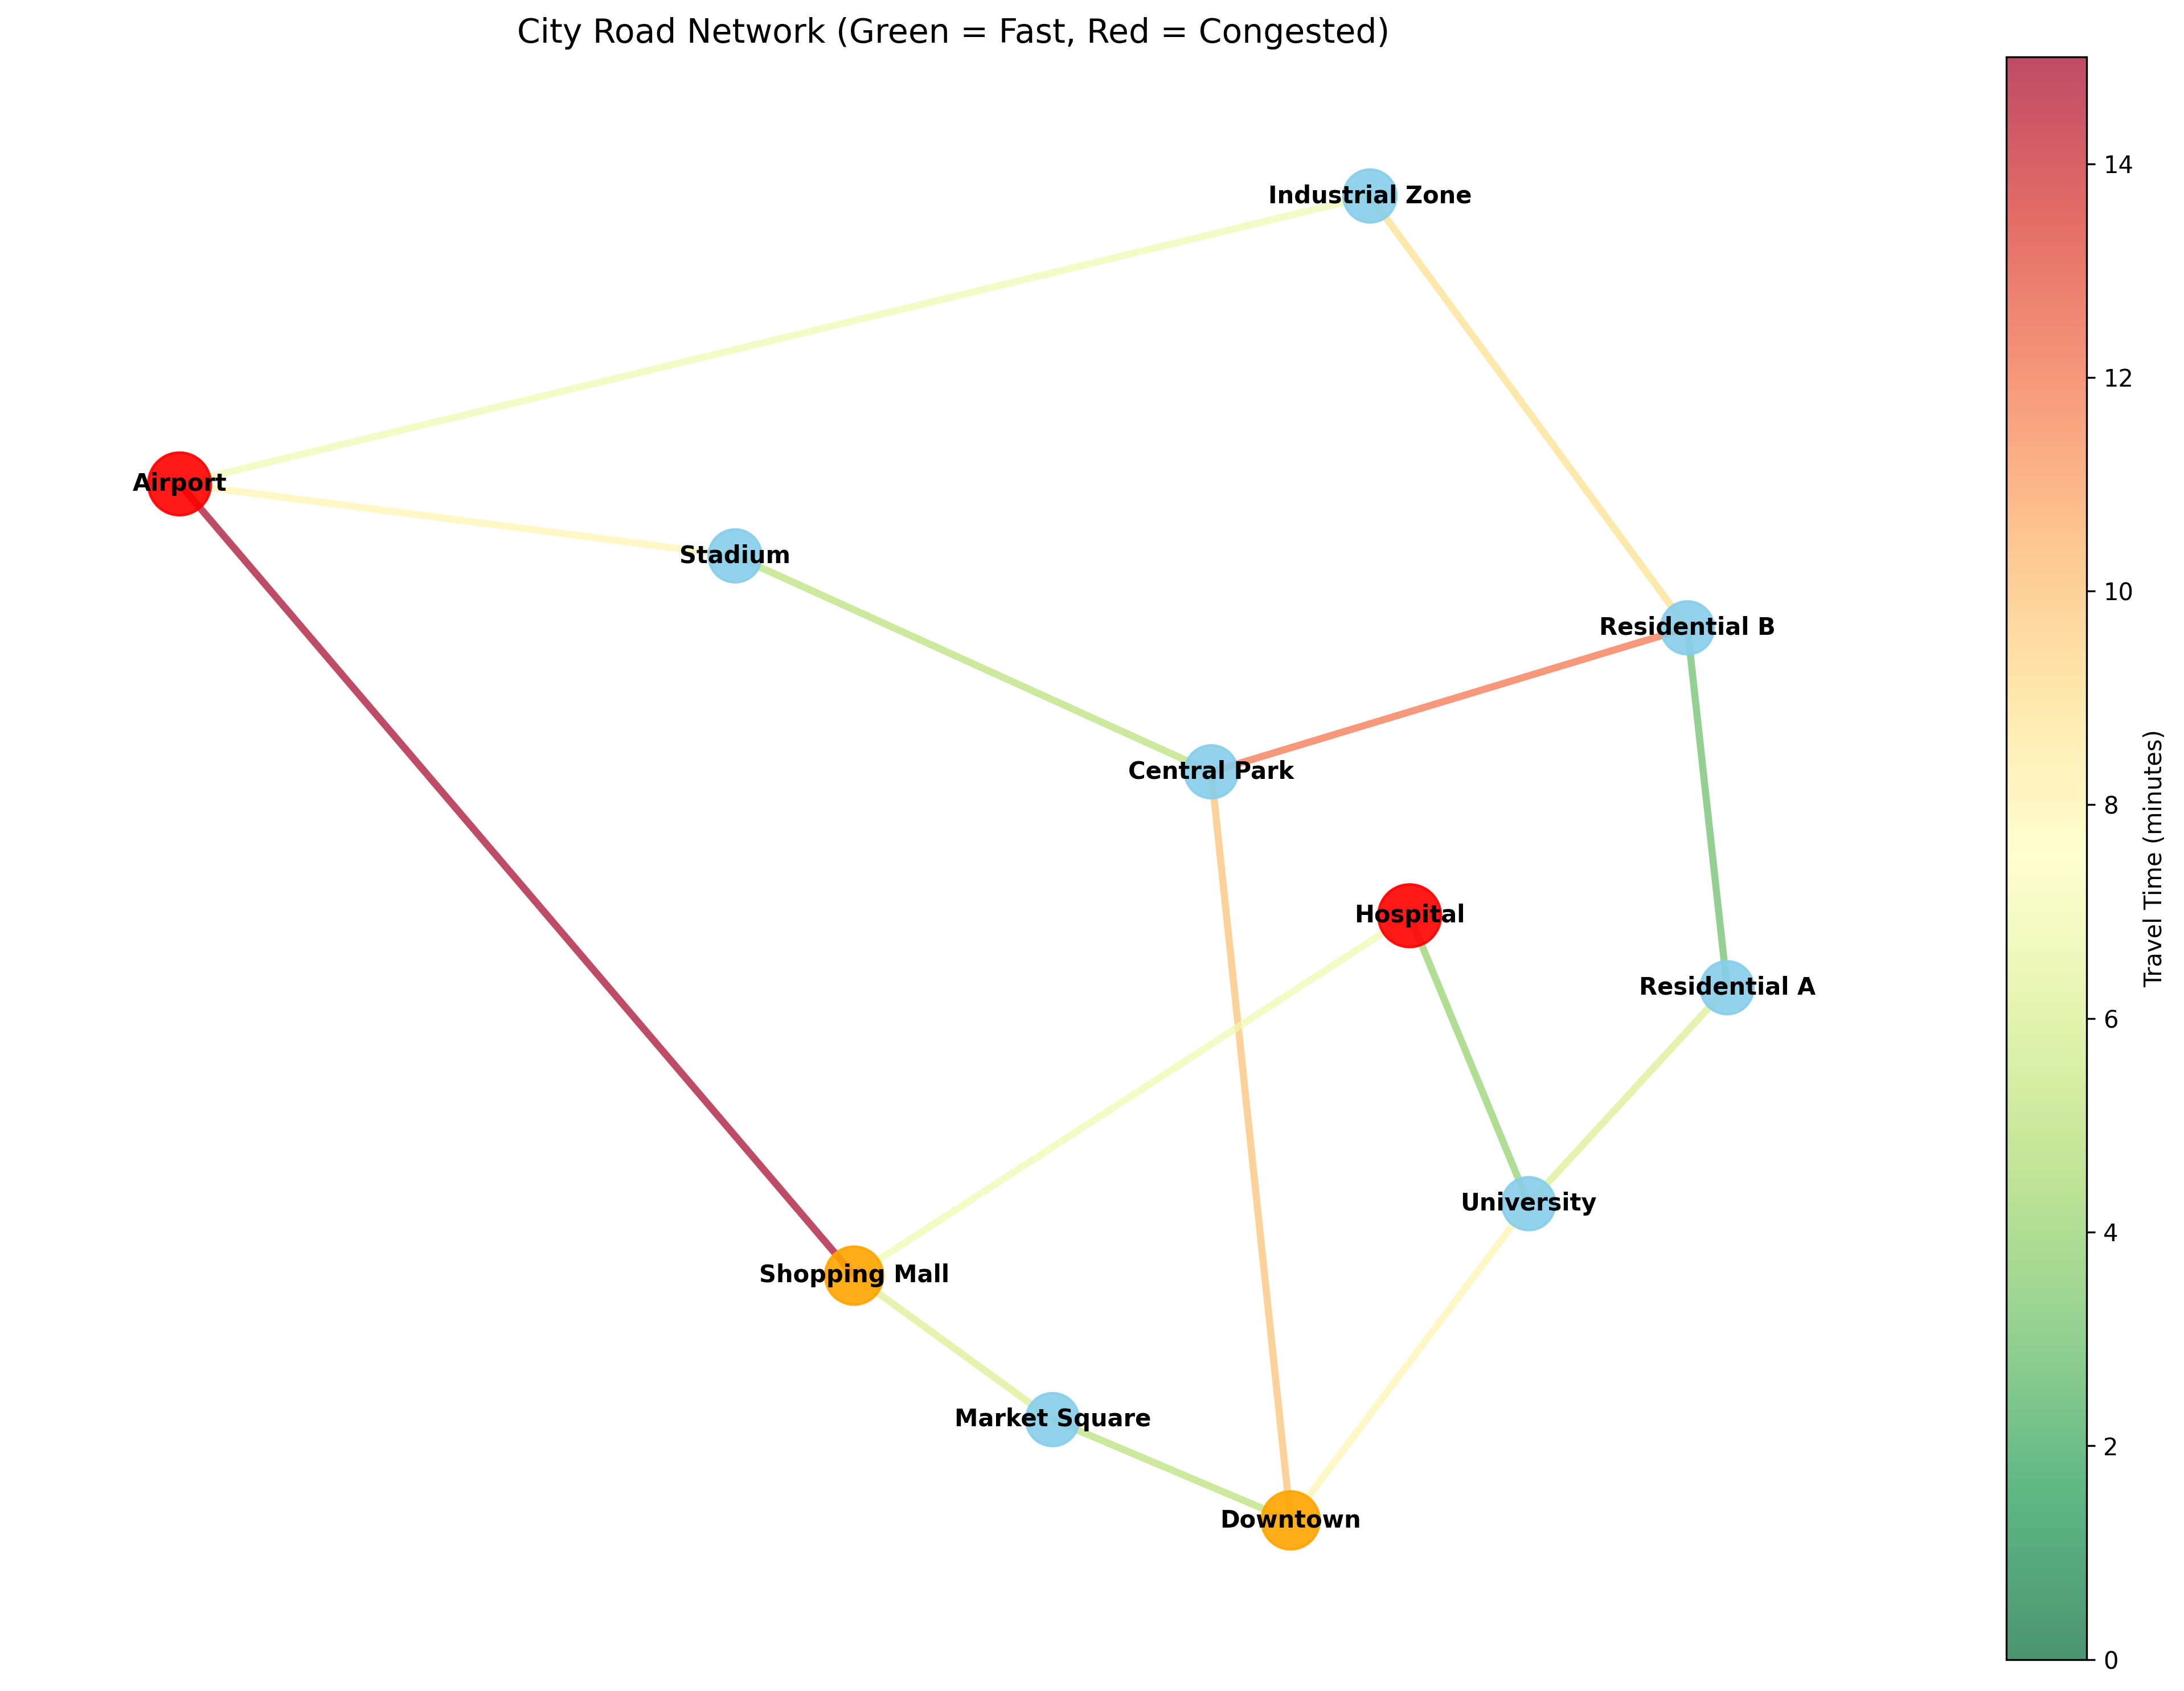 City Road Network (Green = Fast, Red = Congested)
Industrial Zone
Airport
Stadium
Residential B
Central Park
Hospital
Residential A
University
Shopping Mall
Market Square
Downtown
14
12
10
8
6
4
2
0
Travel Time (minutes)